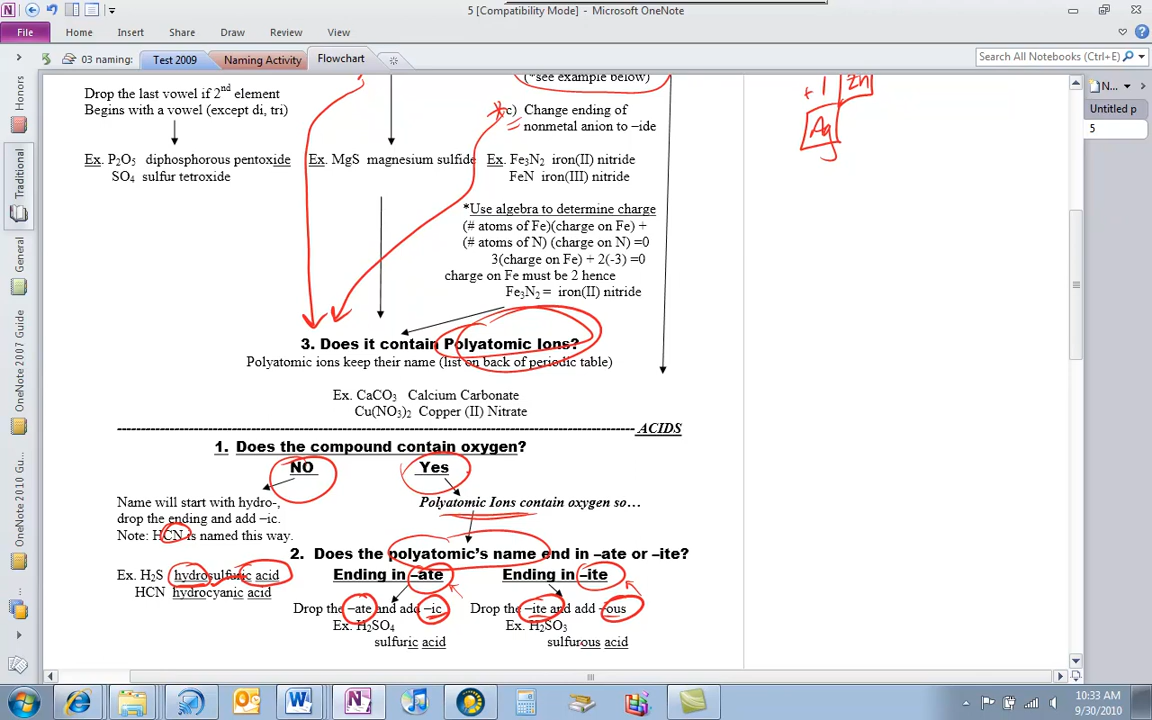 5 [Compatibility Mode] - Microsoft OneNote
File Home Insert Share Draw Review View
03 naming: Test 2009 Naming Activity Flowchart
Search All Notebooks (Ctrl+E)
Honors
Traditional
OneNote 2007 Guide
OneNote 2010 Gu...
N...
Untitled p
5
(*see example below)
Drop the last vowel if 2nd element
Begins with a vowel (except di, tri)
c) Change ending of
nonmetal anion to –ide
+1 Zn
Ag
Ex. P2O5 diphosphorous pentoxide
SO4 sulfur tetroxide
Ex. MgS magnesium sulfide
Ex. Fe3N2 iron(II) nitride
FeN iron(III) nitride
*Use algebra to determine charge
(# atoms of Fe)(charge on Fe) +
(# atoms of N) (charge on N) =0
3(charge on Fe) + 2(-3) =0
charge on Fe must be 2 hence
Fe3N2 = iron(II) nitride
3. Does it contain Polyatomic Ions?
Polyatomic ions keep their name (list on back of periodic table)
Ex. CaCO3 Calcium Carbonate
Cu(NO3)2 Copper (II) Nitrate
ACIDS
1. Does the compound contain oxygen?
NO Yes
Name will start with hydro-,
drop the ending and add –ic.
Note: HCN is named this way.
Polyatomic Ions contain oxygen so…
2. Does the polyatomic's name end in –ate or –ite?
Ex. H2S hydrosulfuric acid
HCN hydrocyanic acid
Ending in –ate Ending in –ite
Drop the –ate and add –ic Drop the –ite and add –ous
Ex. H2SO4 Ex. H2SO3
sulfuric acid sulfurous acid
10:33 AM
9/30/2010